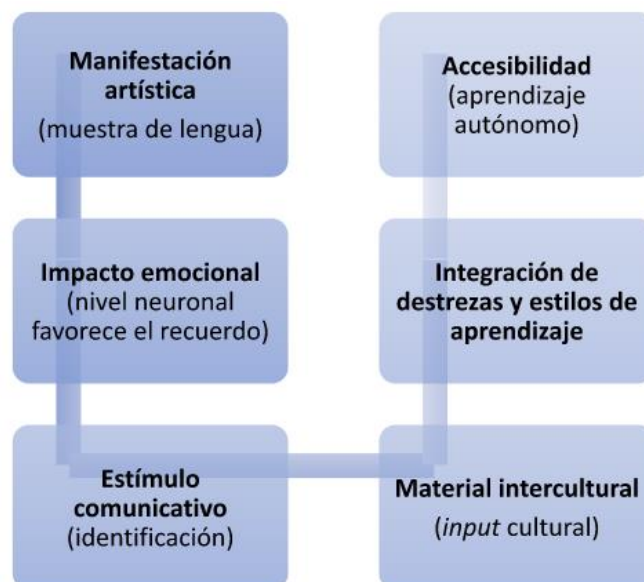 Manifestación
artística
(muestra de lengua)
Impacto emocional
(nivel neuronal
favorece el recuerdo)
Estímulo
comunicativo
(identificación)
Material intercultural
(input cultural)
Integración de
destrezas y estilos de
aprendizaje
Accesibilidad
(aprendizaje
autónomo)